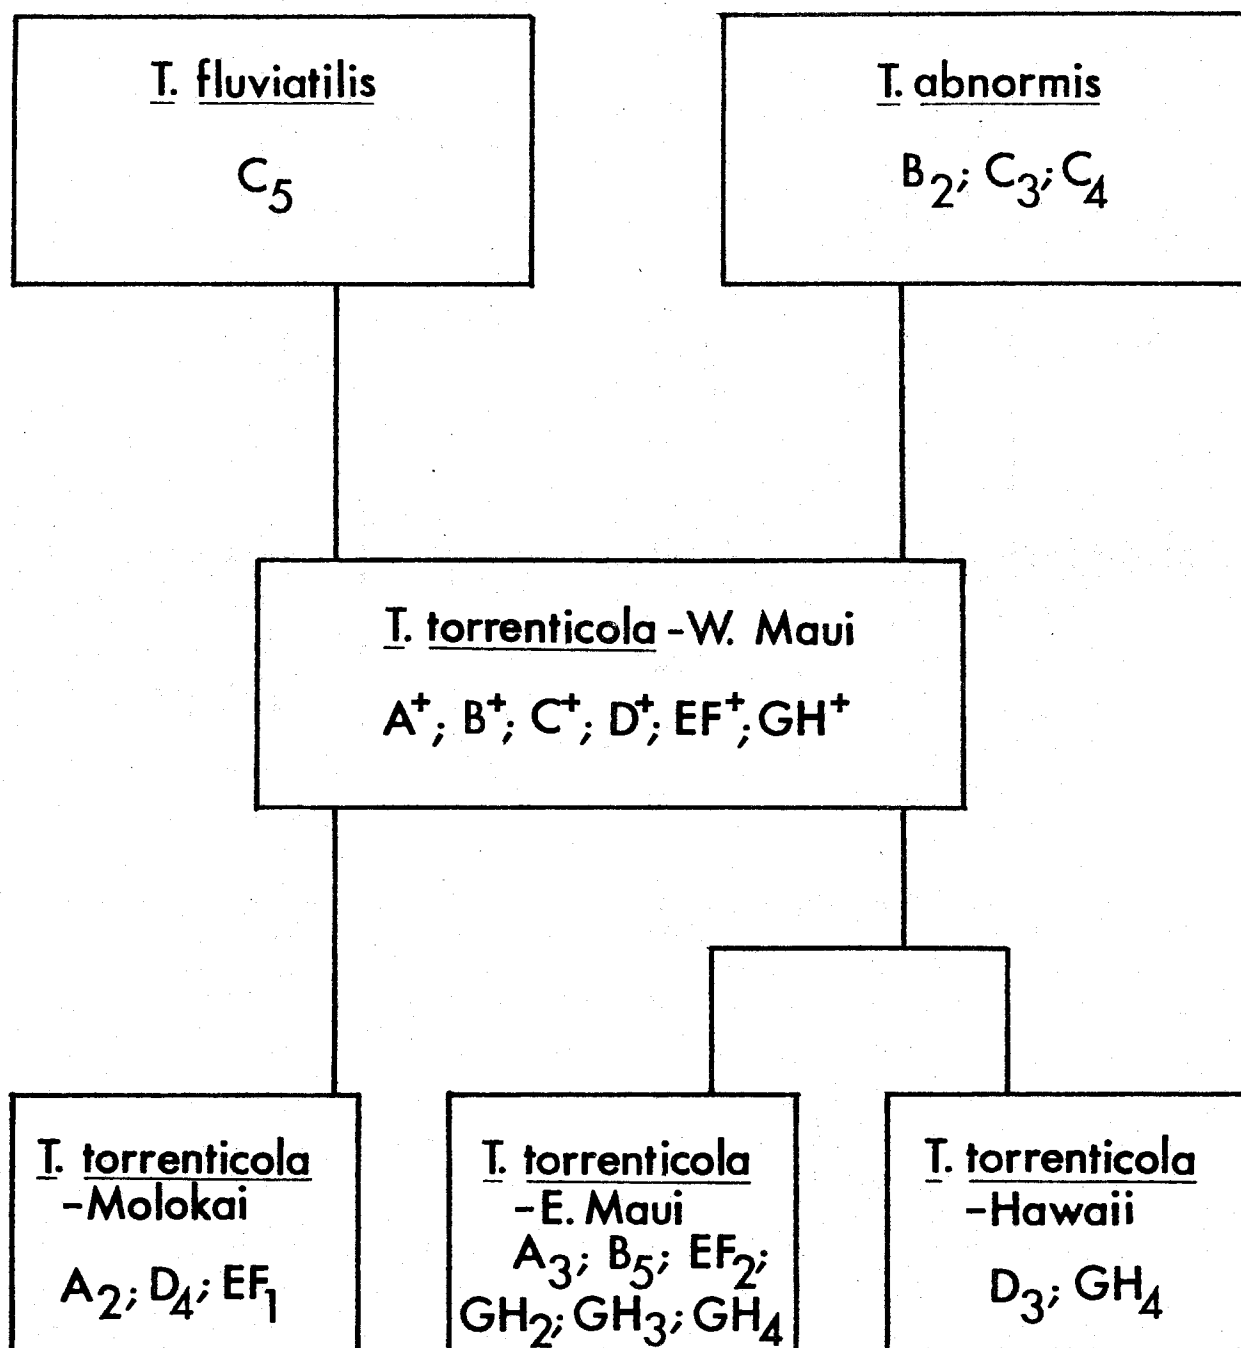 T. fluviatilis
C5
T. abnormis
B2; C3; C4
T. torrenticola -W. Maui
A+; B+; C+; D+; EF+; GH+
T. torrenticola
-Molokai
A2; D4; EF1
T. torrenticola
-E. Maui
A3; B5; EF2;
GH2; GH3; GH4
T. torrenticola
-Hawaii
D3; GH4